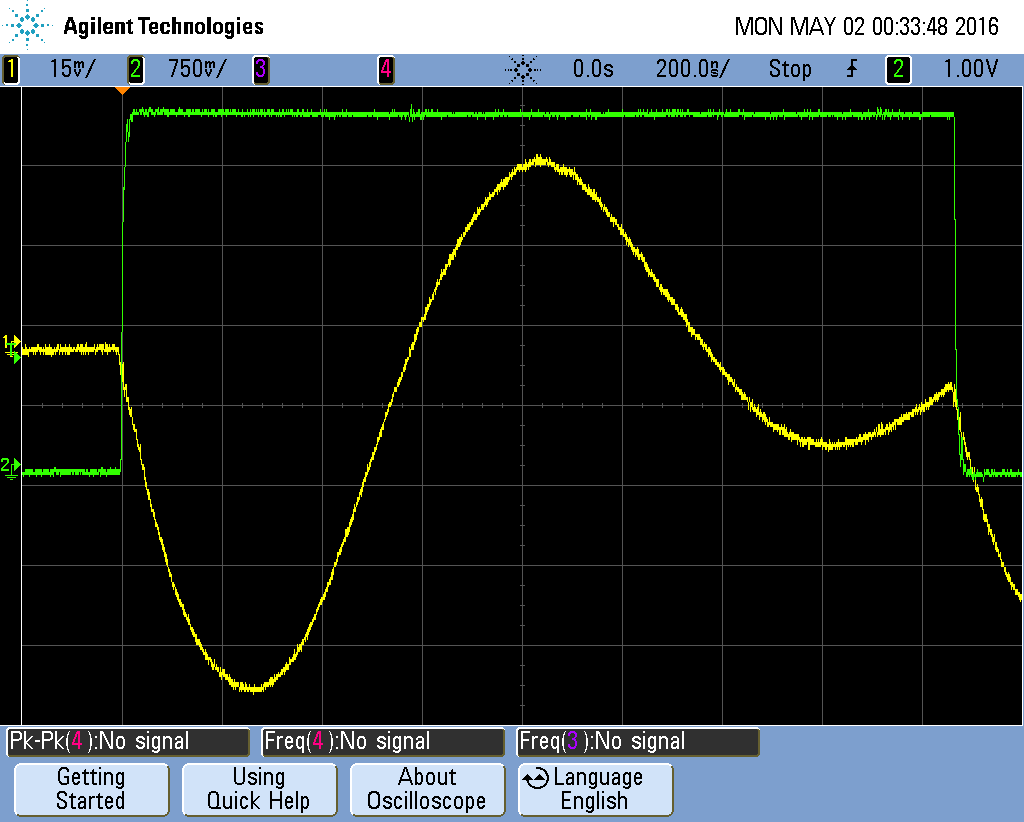 Agilent Technologies MON MAY 02 00:33:48 2016
1 15mV/ 2 750mV/ 3 4 0.0s 200.0ms/ Stop 2 1.00V
1
2
Pk-Pk(4):No signal Freq(4):No signal Freq(3):No signal
Getting Started
Using Quick Help
About Oscilloscope
Language English